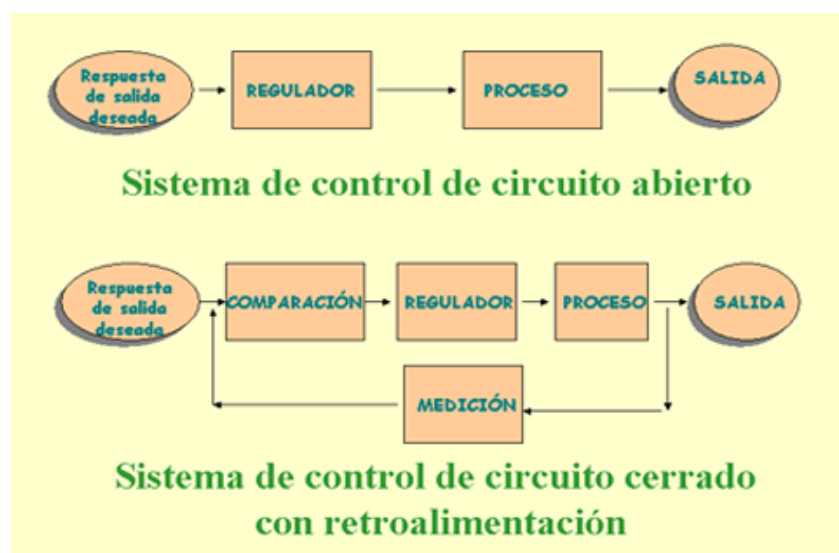 Respuesta
de salida
deseada
REGULADOR
PROCESO
SALIDA
Sistema de control de circuito abierto
Respuesta
de salida
deseada
COMPARACIÓN
REGULADOR
PROCESO
SALIDA
MEDICIÓN
Sistema de control de circuito cerrado
con retroalimentación